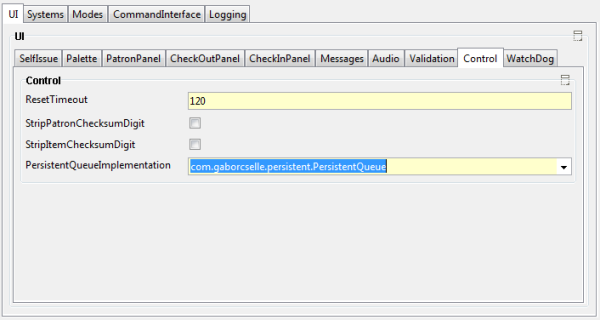 UI Systems Modes CommandInterface Logging
UI
SelfIssue Palette PatronPanel CheckOutPanel CheckInPanel Messages Audio Validation Control WatchDog
Control
ResetTimeout 120
StripPatronChecksumDigit
StripItemChecksumDigit
PersistentQueueImplementation com.gaborcselle.persistent.PersistentQueue